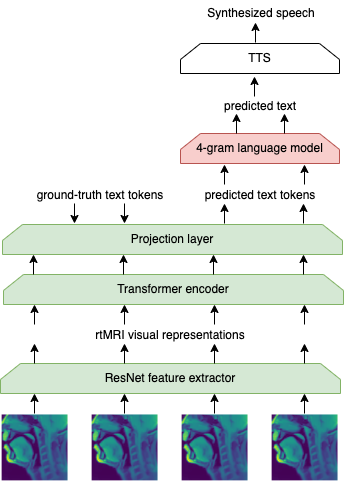 Synthesized speech
TTS
predicted text
4-gram language model
ground-truth text tokens
predicted text tokens
Projection layer
Transformer encoder
rtMRI visual representations
ResNet feature extractor